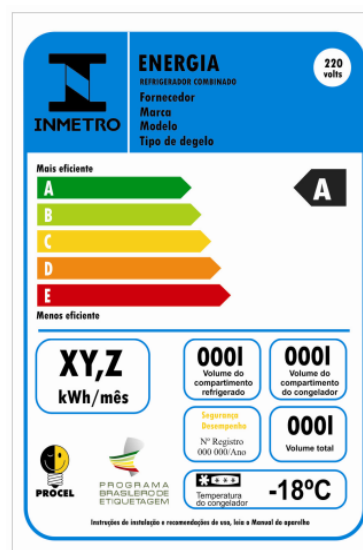 ENERGIA
REFRIGERADOR COMBINADO
Fornecedor
Marca
Modelo
Tipo de degelo
220
volts
INMETRO
Mais eficiente
A
B
C
D
E
Menos eficiente
A
XY,Z
kWh/mês
000l
Volume do
compartimento
refrigerado
000l
Volume do
compartimento
do congelador
Segurança
Desempenho
Nº Registro
000 000/Ano
000l
Volume total
PROCEL
PROGRAMA
BRASILEIRO DE
ETIQUETAGEM
Temperatura
do congelador
-18ºC
Instruções de instalação e recomendações de uso, leia o Manual do aparelho